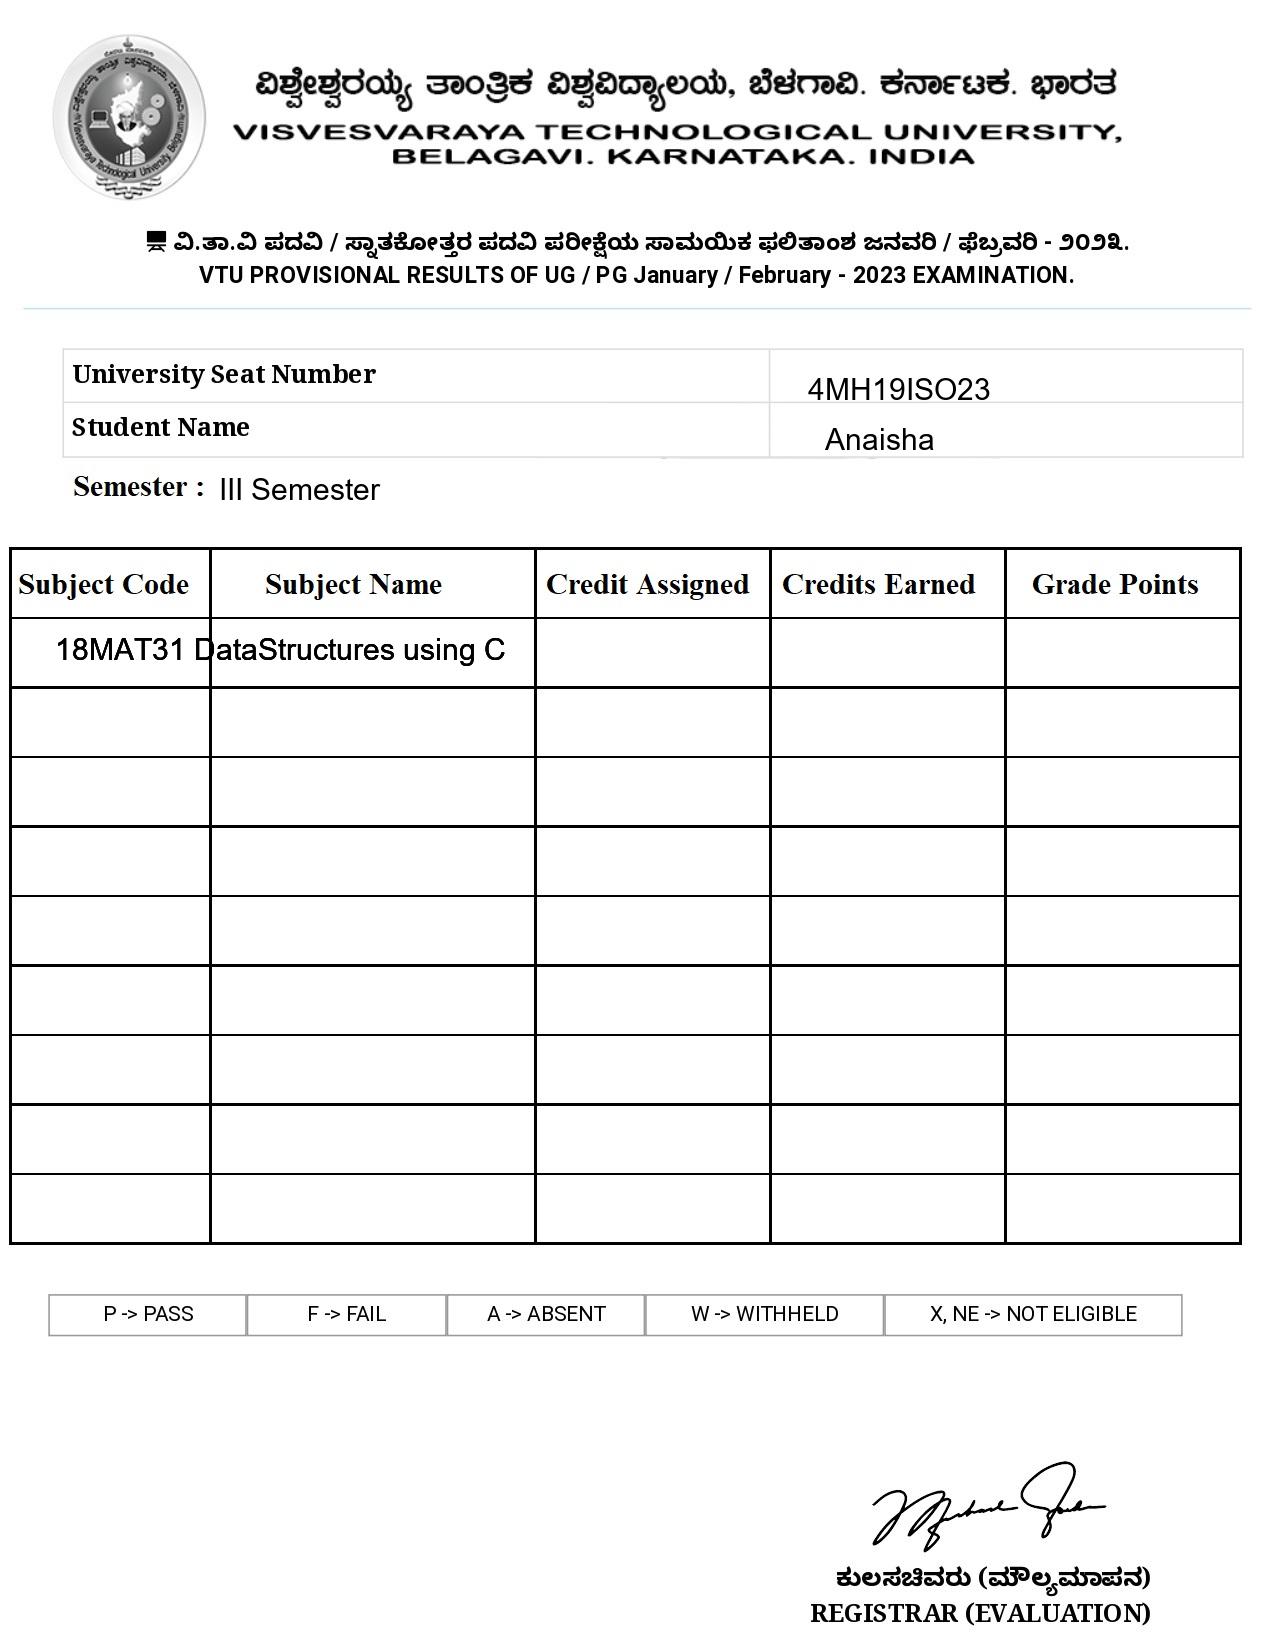 ವಿಶ್ವೇಶ್ವರಯ್ಯ ತಾಂತ್ರಿಕ ವಿಶ್ವವಿದ್ಯಾಲಯ, ಬೆಳಗಾವಿ. ಕರ್ನಾಟಕ. ಭಾರತ
VISVESVARAYA TECHNOLOGICAL UNIVERSITY,
BELAGAVI. KARNATAKA. INDIA
ವಿ.ತಾ.ವಿ ಪದವಿ / ಸ್ನಾತಕೋತ್ತರ ಪದವಿ ಪರೀಕ್ಷೆಯ ಸಾಮಯಿಕ ಫಲಿತಾಂಶ ಜನವರಿ / ಫೆಬ್ರವರಿ - ೨೦೨೩.
VTU PROVISIONAL RESULTS OF UG / PG January / February - 2023 EXAMINATION.
University Seat Number 4MH19ISO23
Student Name Anaisha
Semester : III Semester
Subject Code Subject Name Credit Assigned Credits Earned Grade Points
18MAT31 DataStructures using C
P -> PASS F -> FAIL A -> ABSENT W -> WITHHELD X, NE -> NOT ELIGIBLE
ಕುಲಸಚಿವರು (ಮೌಲ್ಯಮಾಪನ)
REGISTRAR (EVALUATION)